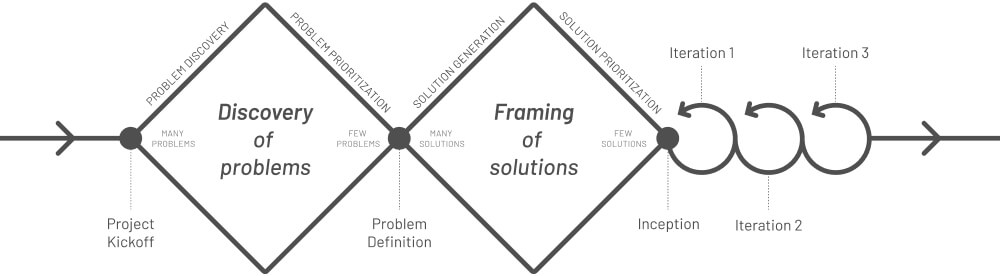 PROBLEM DISCOVERY
PROBLEM PRIORITIZATION
SOLUTION GENERATION
SOLUTION PRIORITIZATION
Iteration 1
Iteration 3
Discovery
of
problems
Framing
of
solutions
MANY
PROBLEMS
FEW
PROBLEMS
MANY
SOLUTIONS
FEW
SOLUTIONS
Project
Kickoff
Problem
Definition
Inception
Iteration 2